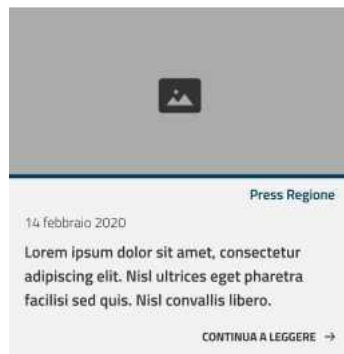 Press Regione
14 febbraio 2020
Lorem ipsum dolor sit amet, consectetur
adipiscing elit. Nisl ultrices eget pharetra
facilisi sed quis. Nisl convallis libero.
CONTINUA A LEGGERE →